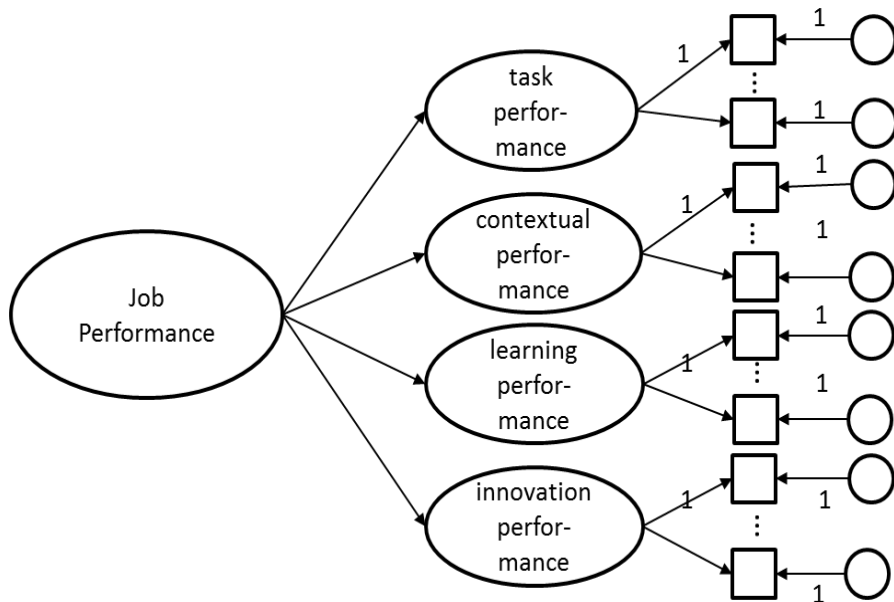 1
1
task
perfor-
mance
1
1
contextual
perfor-
mance
1
1
Job
Performance
learning
perfor-
mance
1
1
1
innovation
perfor-
mance
1
1
1